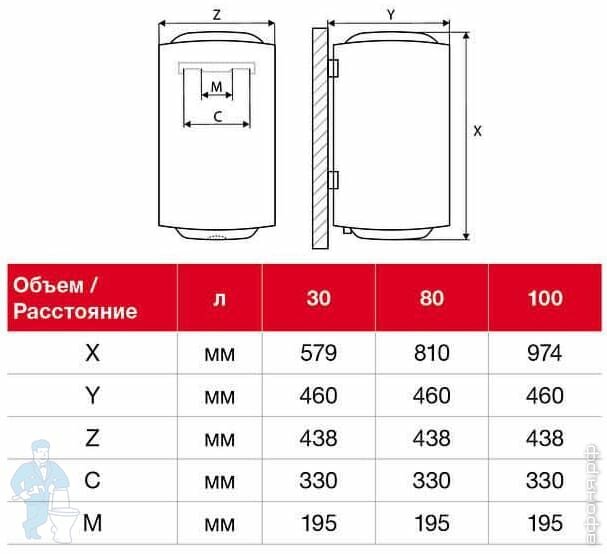 Z
Y
M
C
X
Объем / Расстояние л 30 80 100
X мм 579 810 974
Y мм 460 460 460
Z мм 438 438 438
C мм 330 330 330
M мм 195 195 195
афоня.рф